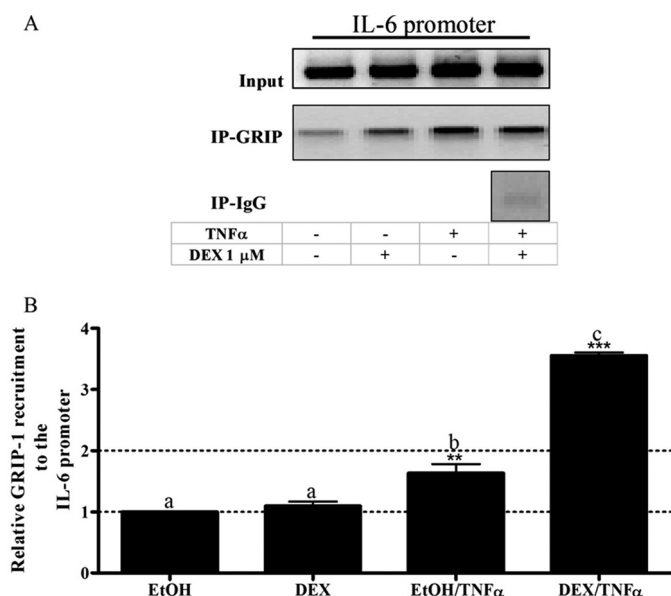 A
IL-6 promoter
Input
IP-GRIP
IP-IgG
TNFα - - + +
DEX 1 μM - + - +
B
Relative GRIP-1 recruitment
to the
IL-6 promoter
4
3
2
1
0
a
a
b
**
c
***
EtOH DEX EtOH/TNFα DEX/TNFα